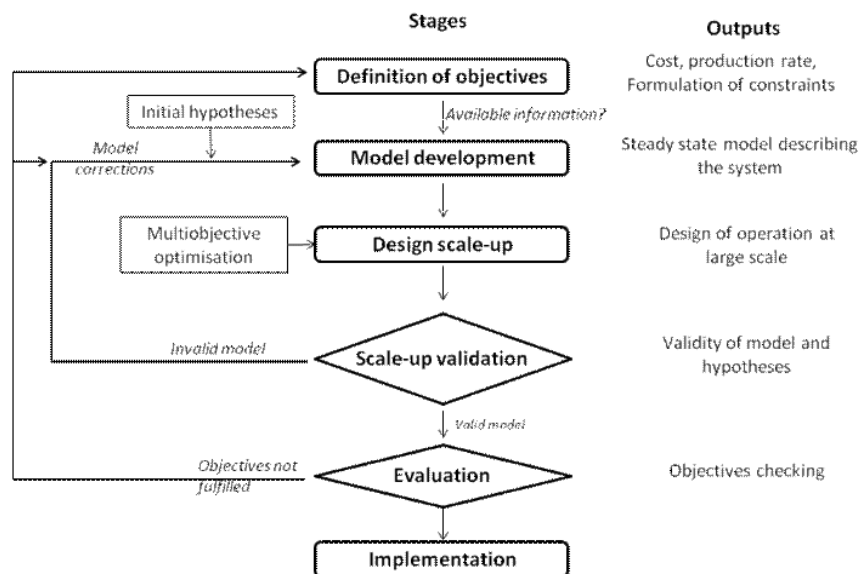 Stages
Outputs
Definition of objectives
Cost, production rate,
Formulation of constraints
Initial hypotheses
Available information?
Model
corrections
Model development
Steady state model describing
the system
Multiobjective
optimisation
Design scale-up
Design of operation at
large scale
Invalid model
Scale-up validation
Validity of model and
hypotheses
Valid model
Objectives not
fulfilled
Evaluation
Objectives checking
Implementation